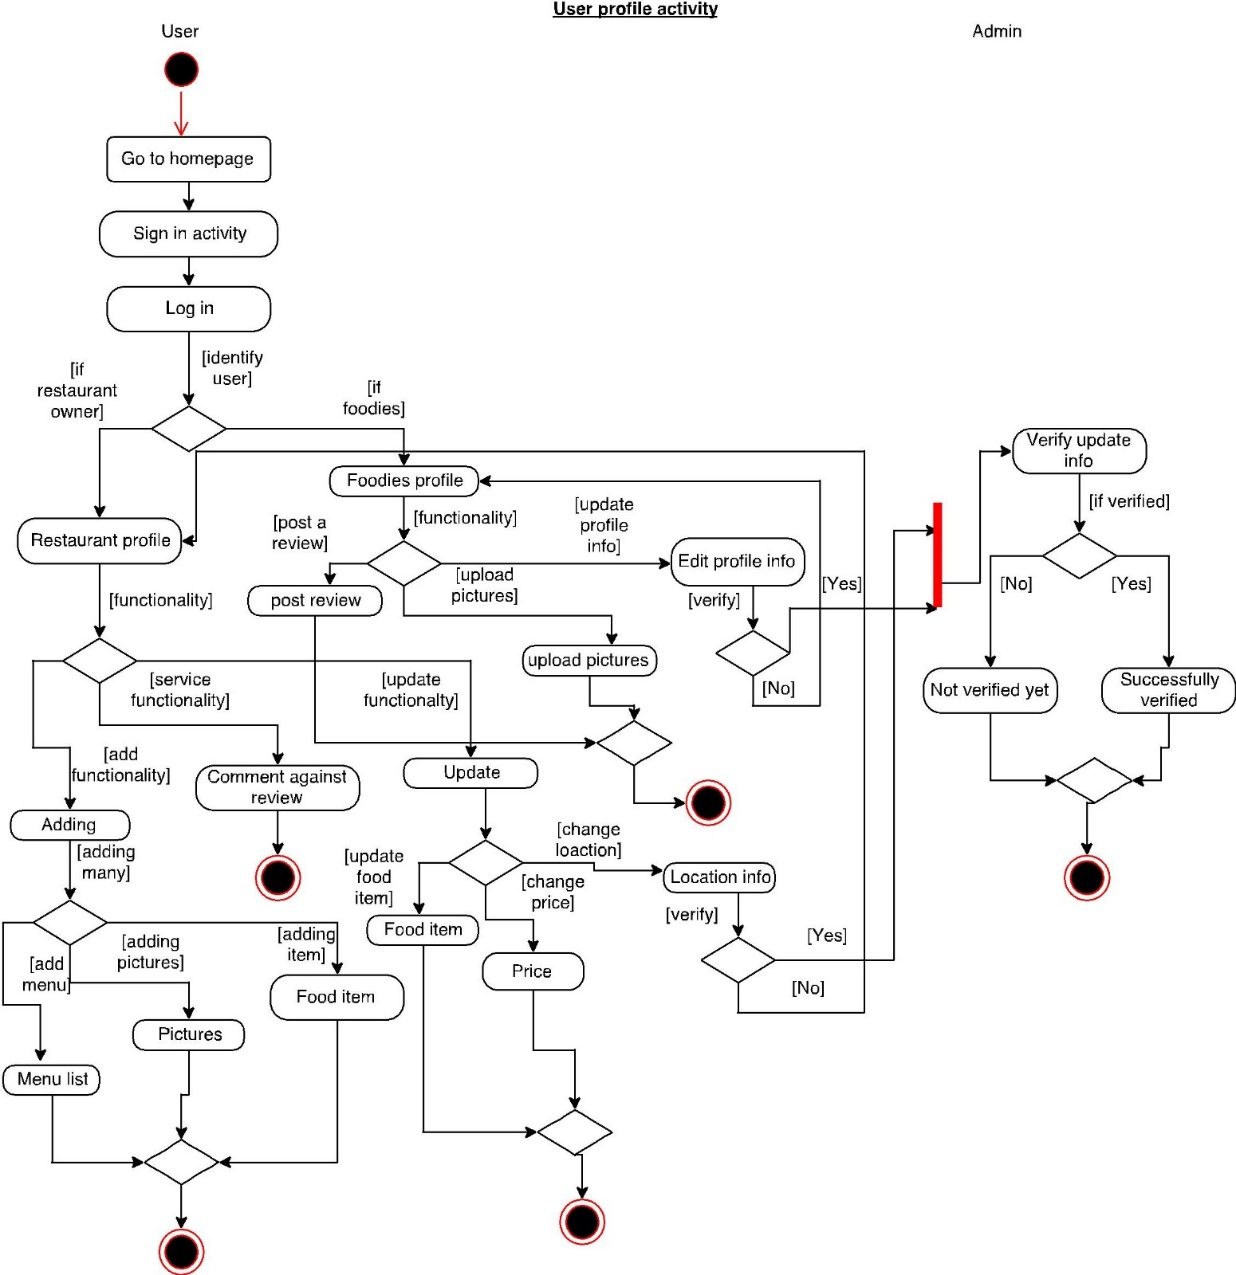 User profile activity
User
Admin
Go to homepage
Sign in activity
Log in
[identify
user]
[if
restaurant
owner]
[if
foodies]
Verify update
info
Foodies profile
[if verified]
[functionality]
[post a
review]
[update
profile
info]
Restaurant profile
Edit profile info
[upload
pictures]
[Yes]
[No]
[Yes]
post review
[verify]
[functionality]
upload pictures
[service
functionality]
[update
functionalty]
[No]
Not verified yet
Successfully
verified
[add
functionality]
Comment against
review
Update
Adding
[adding
many]
[change
loaction]
[update
food
item]
[change
price]
Location info
[verify]
Food item
[Yes]
[adding
pictures]
[adding
item]
[add
menu]
Price
[No]
Food item
Pictures
Menu list